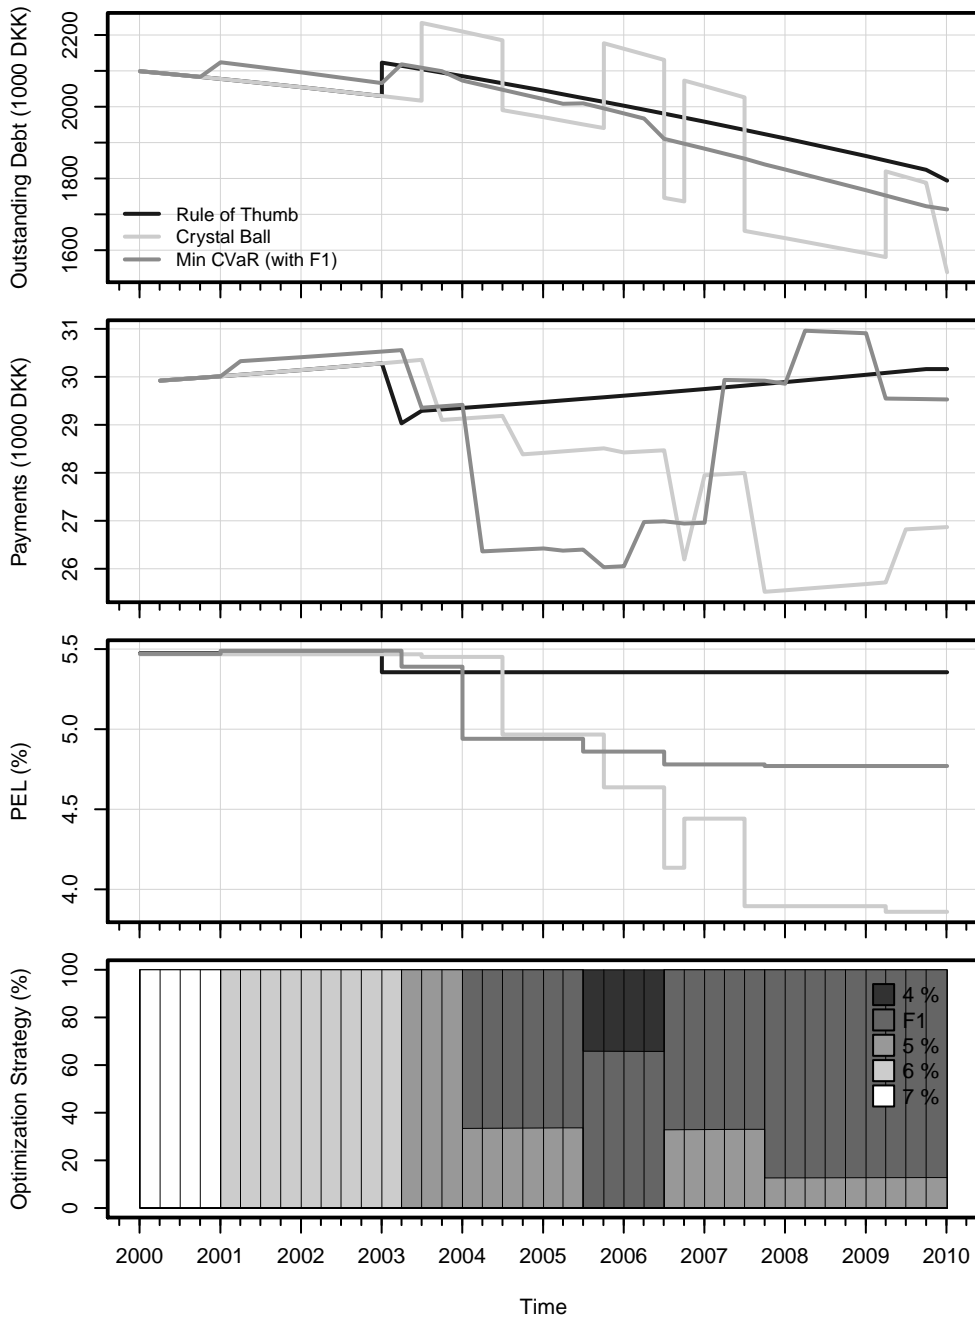 Outstanding Debt (1000 DKK)
2200
2000
1800
1600
Rule of Thumb
Crystal Ball
Min CVaR (with F1)
Payments (1000 DKK)
31
30
29
28
27
26
PEL (%)
5.5
5.0
4.5
4.0
Optimization Strategy (%)
100
80
60
40
20
0
4 %
F1
5 %
6 %
7 %
2000 2001 2002 2003 2004 2005 2006 2007 2008 2009 2010
Time